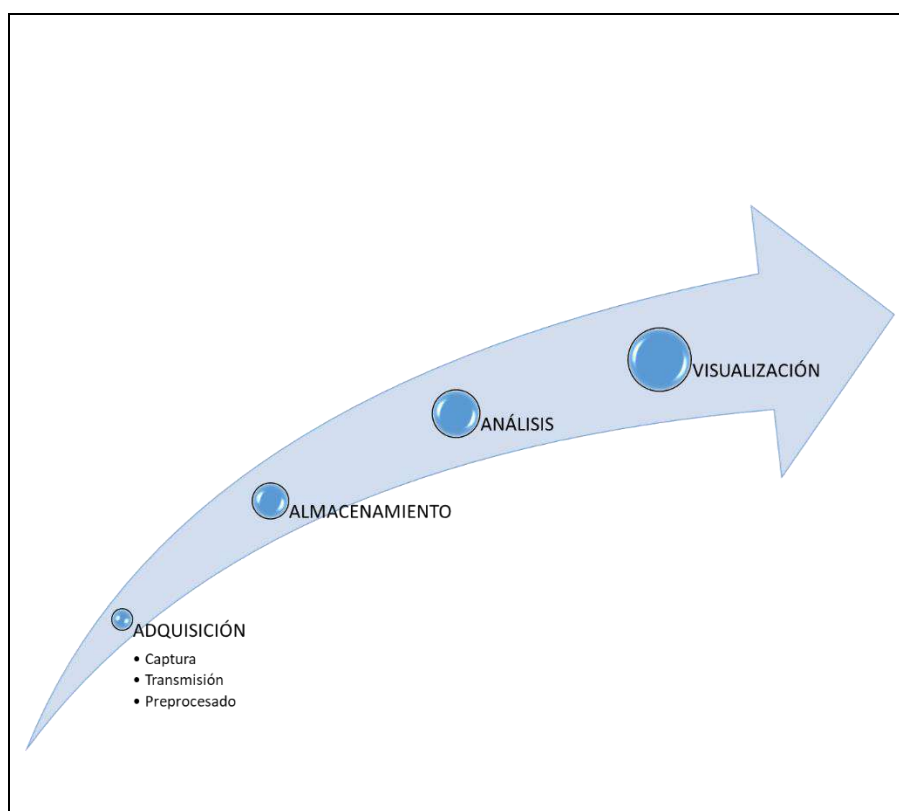 VISUALIZACIÓN
ANÁLISIS
ALMACENAMIENTO
ADQUISICIÓN
• Captura
• Transmisión
• Preprocesado